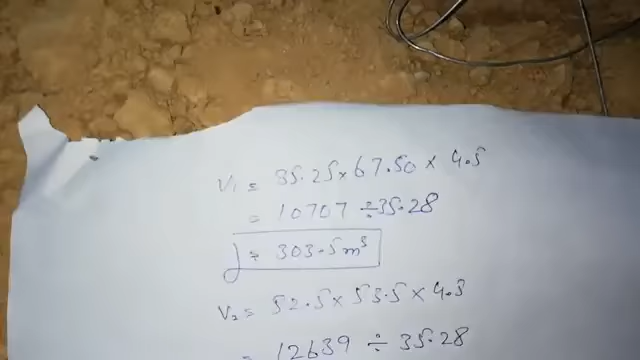 V₁ = 35.25 x 67.50 x 4.5
= 10707 ÷ 35.28
= 303.5 m³
V₂ = 52.5 x 53.5 x 4.5
= 12639 ÷ 35.28